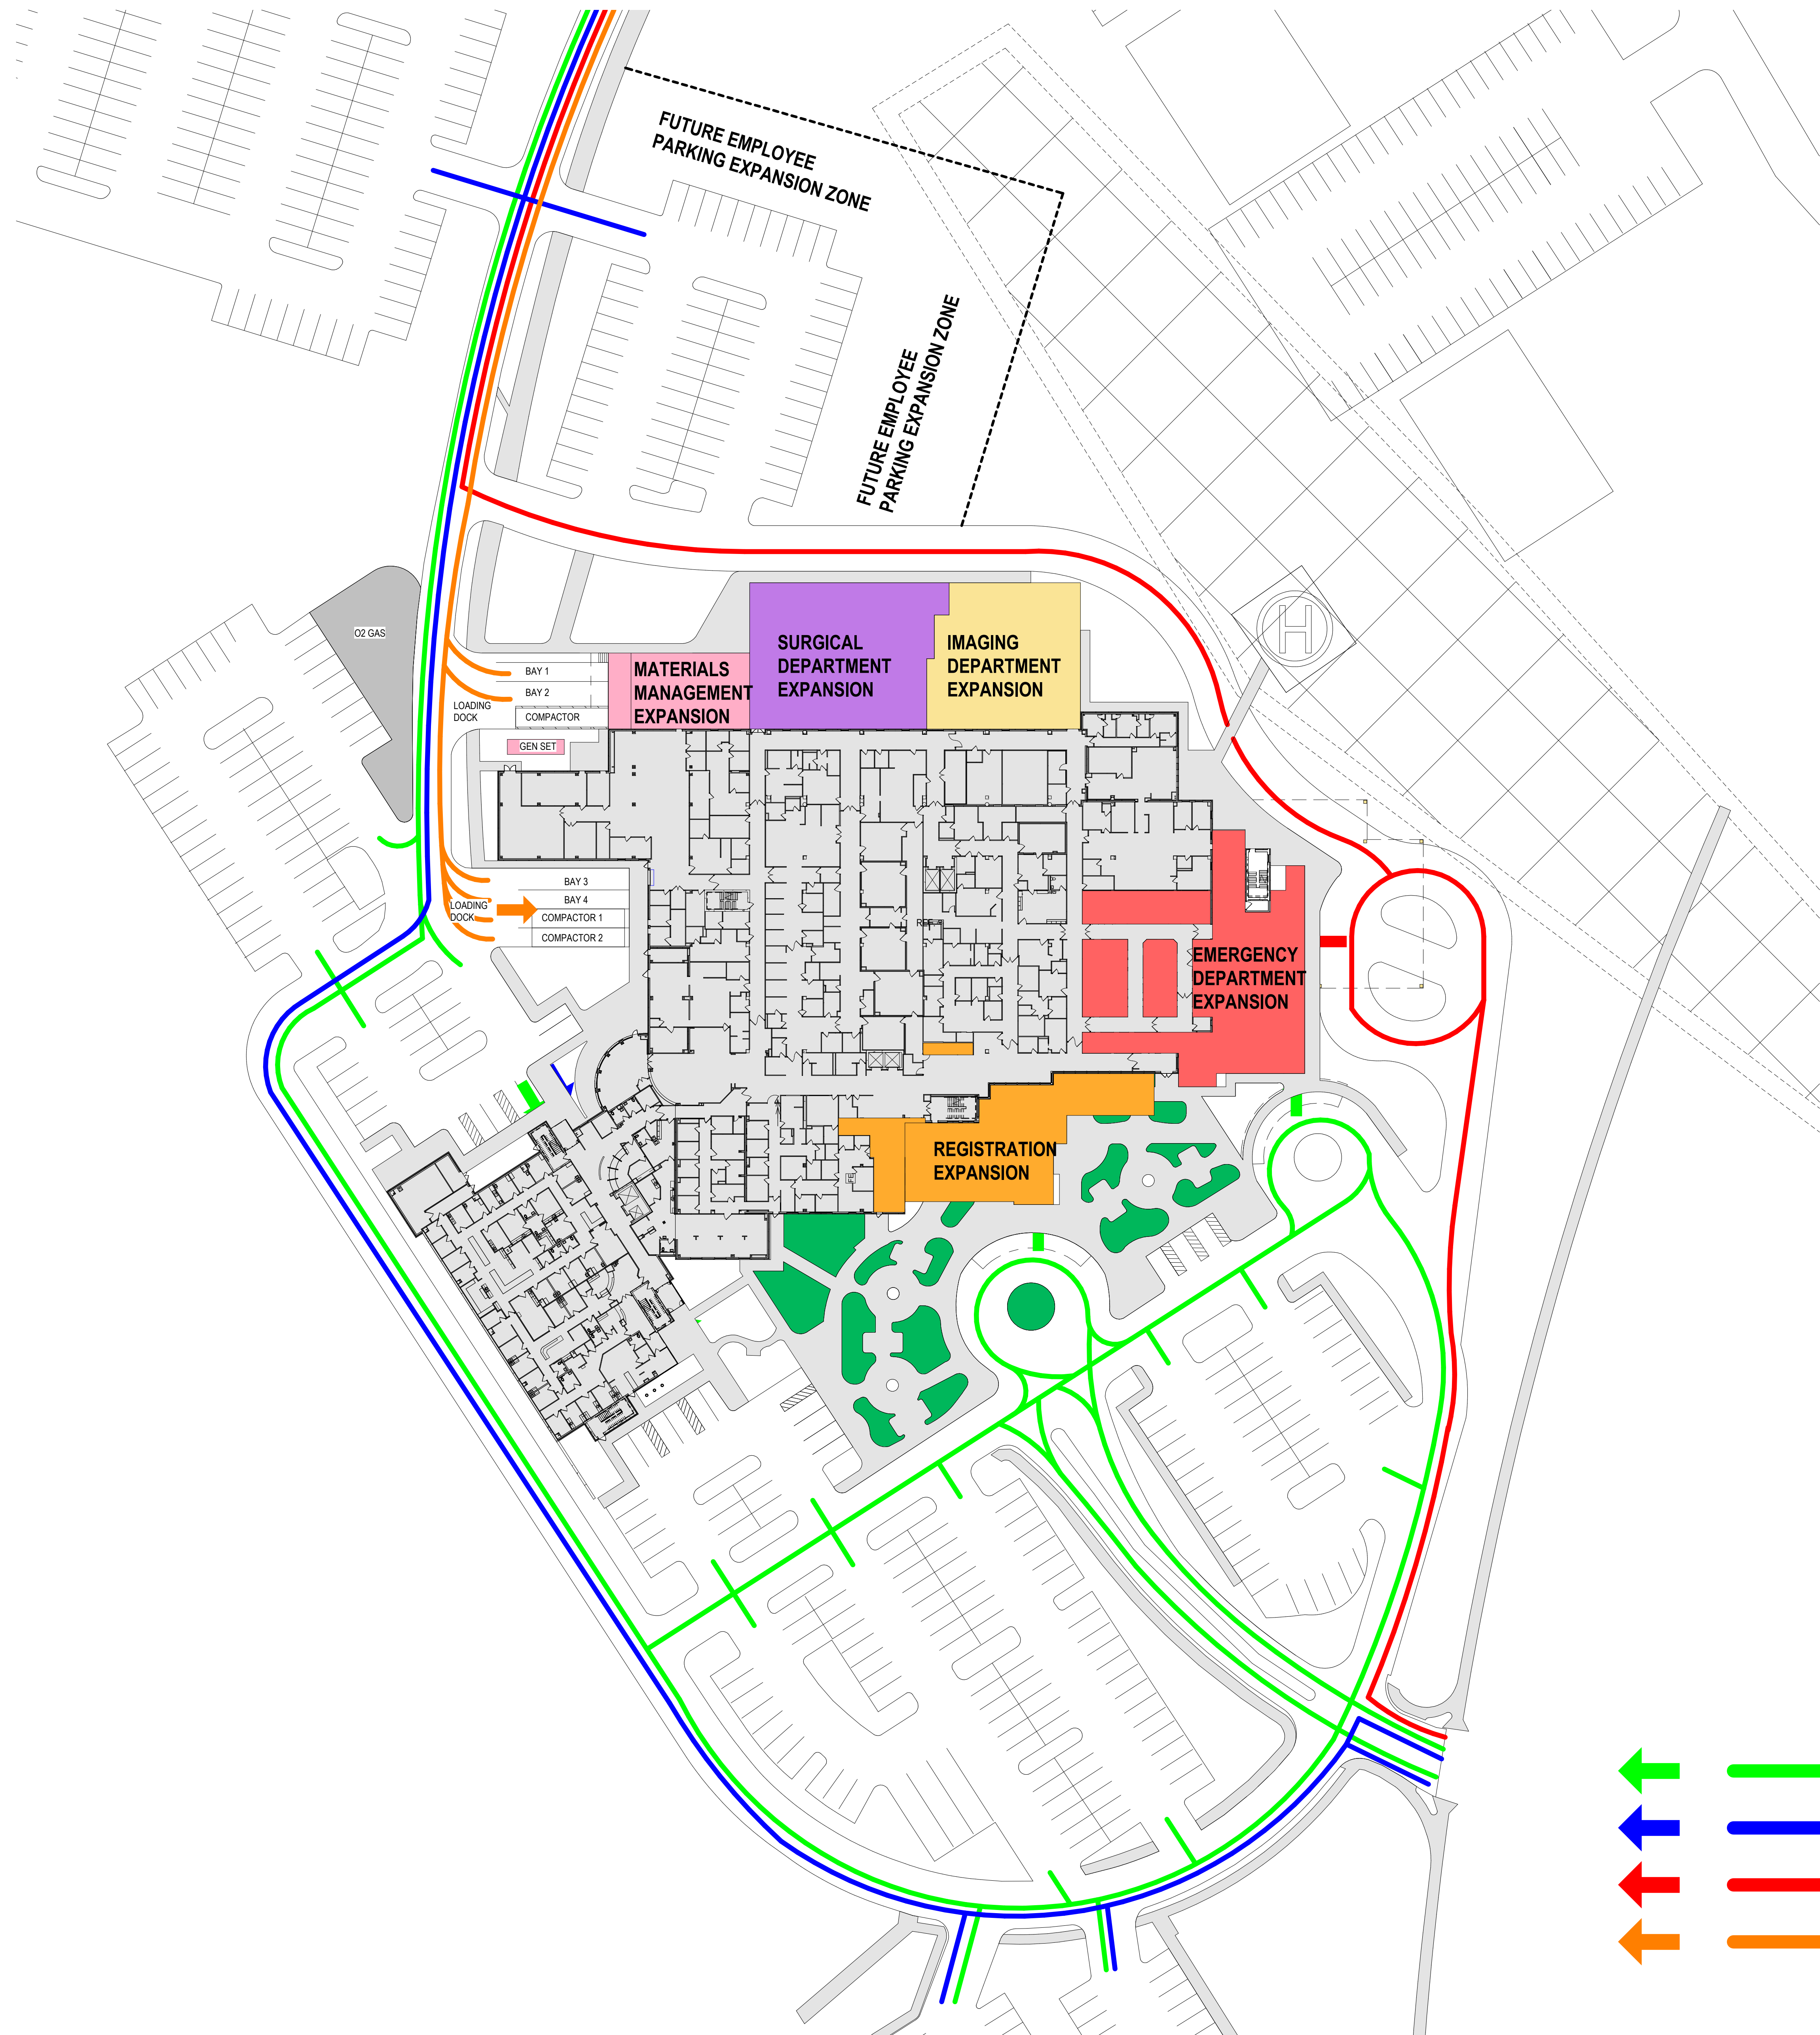 FUTURE EMPLOYEE
PARKING EXPANSION ZONE
FUTURE EMPLOYEE
PARKING EXPANSION ZONE
H
O2 GAS
BAY 1
BAY 2
LOADING
DOCK
COMPACTOR
GEN SET
MATERIALS
MANAGEMENT
EXPANSION
SURGICAL
DEPARTMENT
EXPANSION
IMAGING
DEPARTMENT
EXPANSION
BAY 3
BAY 4
LOADING
DOCK
COMPACTOR 1
COMPACTOR 2
REF.
EMERGENCY
DEPARTMENT
EXPANSION
REGISTRATION
EXPANSION